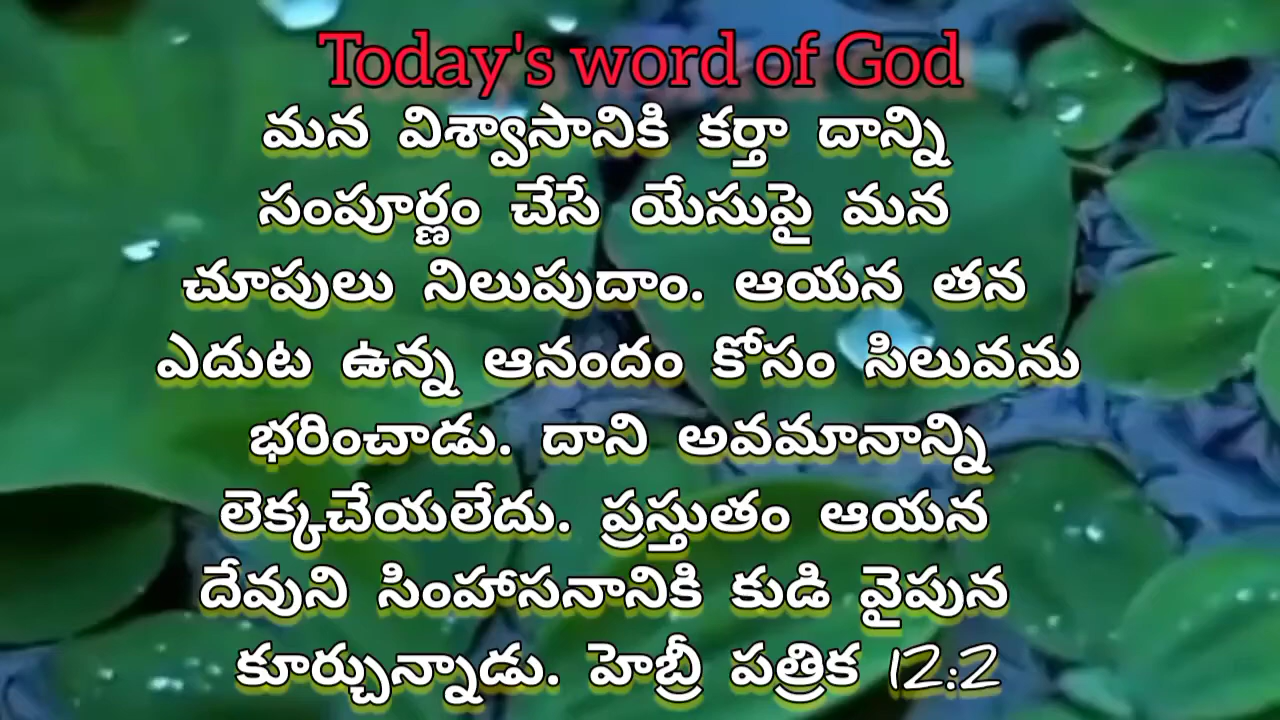 Today's word of God
మన విశ్వాసానికి కర్తా దాన్ని
సంపూర్ణం చేసే యేసుపై మన
చూపులు నిలుపుదాం. ఆయన తన
ఎదుట ఉన్న ఆనందం కోసం సిలువను
భరించాడు. దాని అవమానాన్ని
లెక్కచేయలేదు. ప్రస్తుతం ఆయన
దేవుని సింహాసనానికి కుడి వైపున
కూర్చున్నాడు. హెబ్రీ పత్రిక 12:2